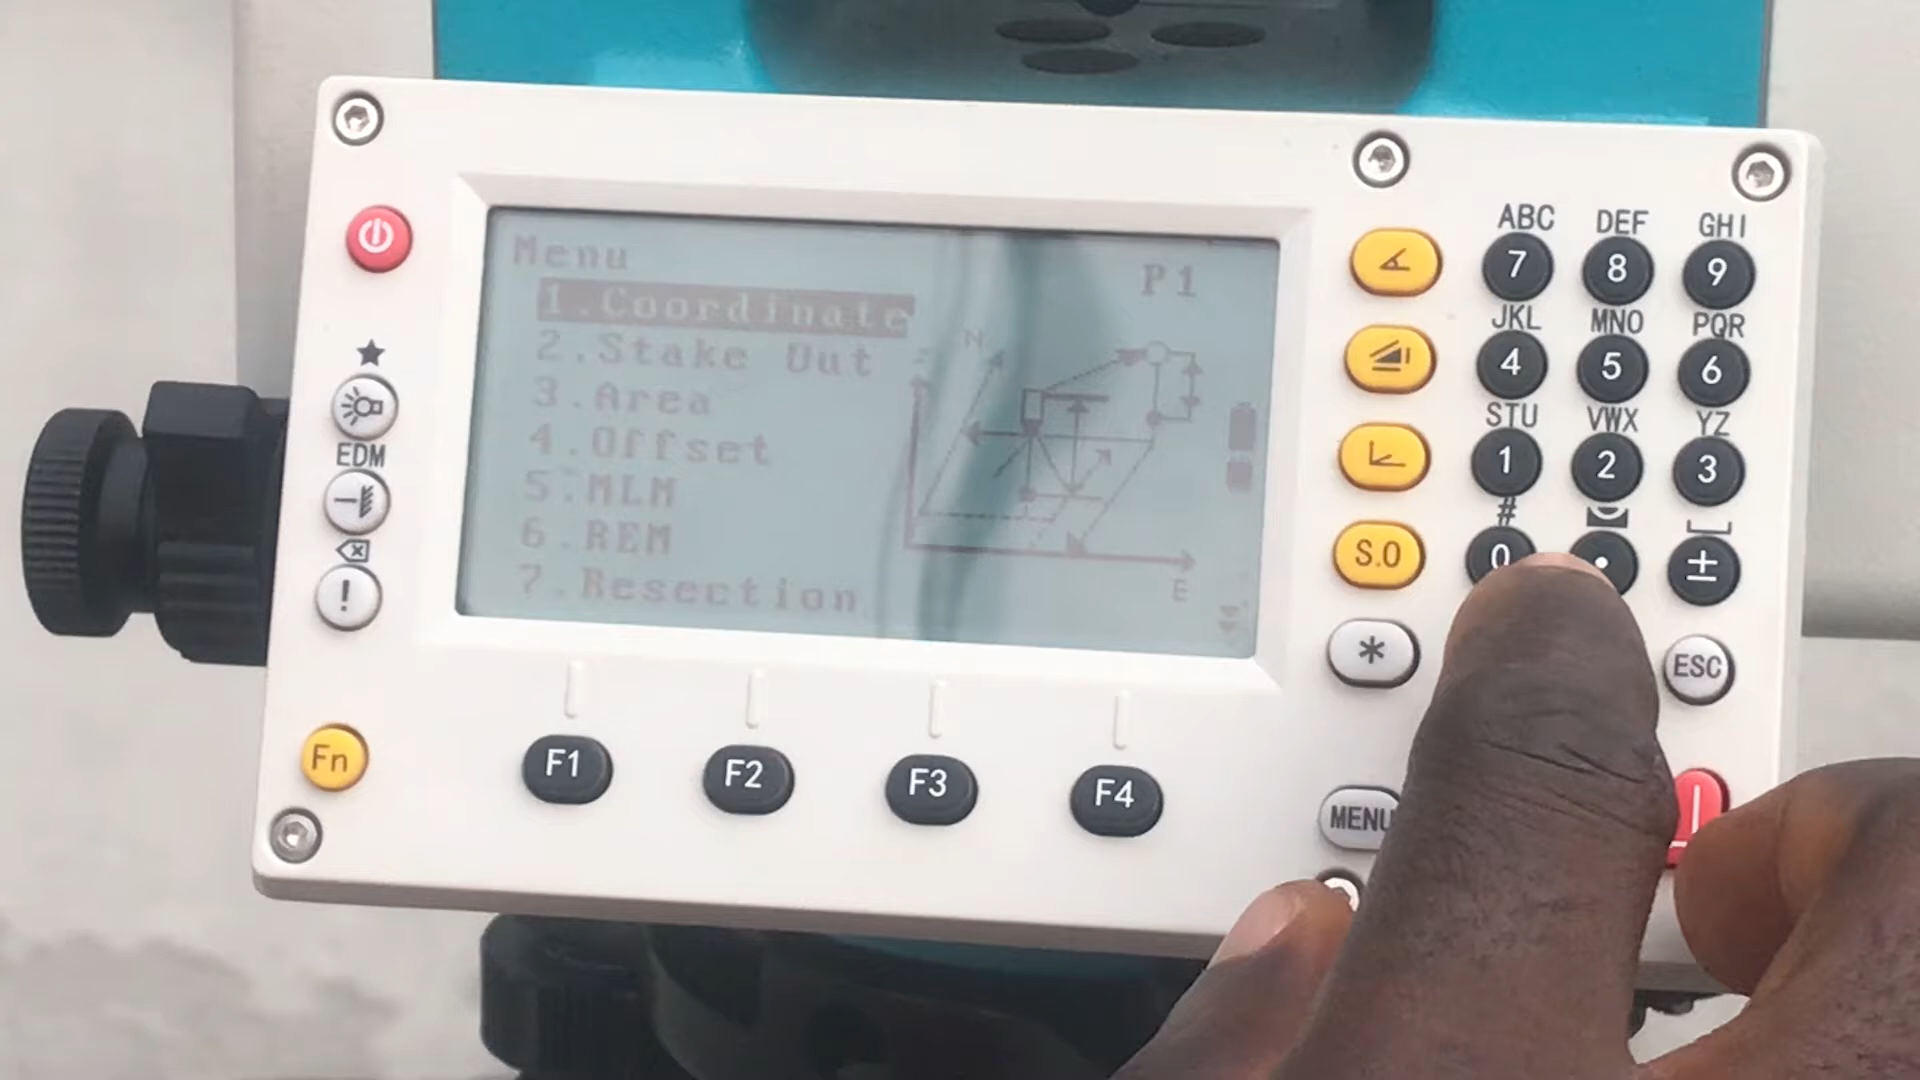 Menu P1
1.Coordinate
2.Stake Out
3.Area
4.Offset
5.MLM
6.REM
7.Resection
N
E
EDM
!
Fn
F1 F2 F3 F4
ABC DEF GHI
7 8 9
JKL MNO PQR
4 5 6
STU VWX YZ
1 2 3
#
S.O 0 . ±
* ESC
MENU